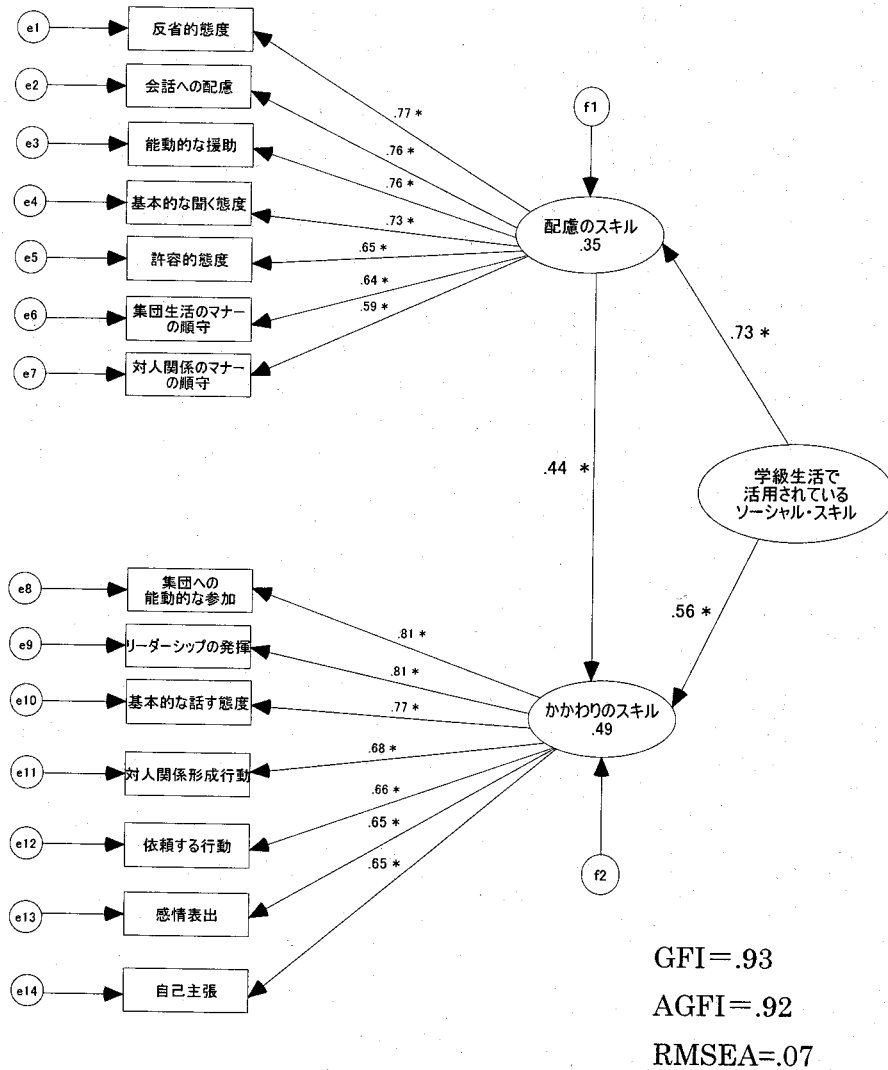 e1
反省的態度
e2
会話への配慮
e3
能動的な援助
e4
基本的な聞く態度
e5
許容的態度
e6
集団生活のマナー
の順守
e7
対人関係のマナー
の順守
.77 *
.76 *
.76 *
.73 *
.65 *
.64 *
.59 *
f1
配慮のスキル
.35
.73 *
.44 *
学級生活で
活用されている
ソーシャル・スキル
.56 *
e8
集団への
能動的な参加
e9
リーダーシップの発揮
e10
基本的な話す態度
e11
対人関係形成行動
e12
依頼する行動
e13
感情表出
e14
自己主張
.81 *
.81 *
.77 *
.68 *
.66 *
.65 *
.65 *
かかわりのスキル
.49
f2
GFI=.93
AGFI=.92
RMSEA=.07